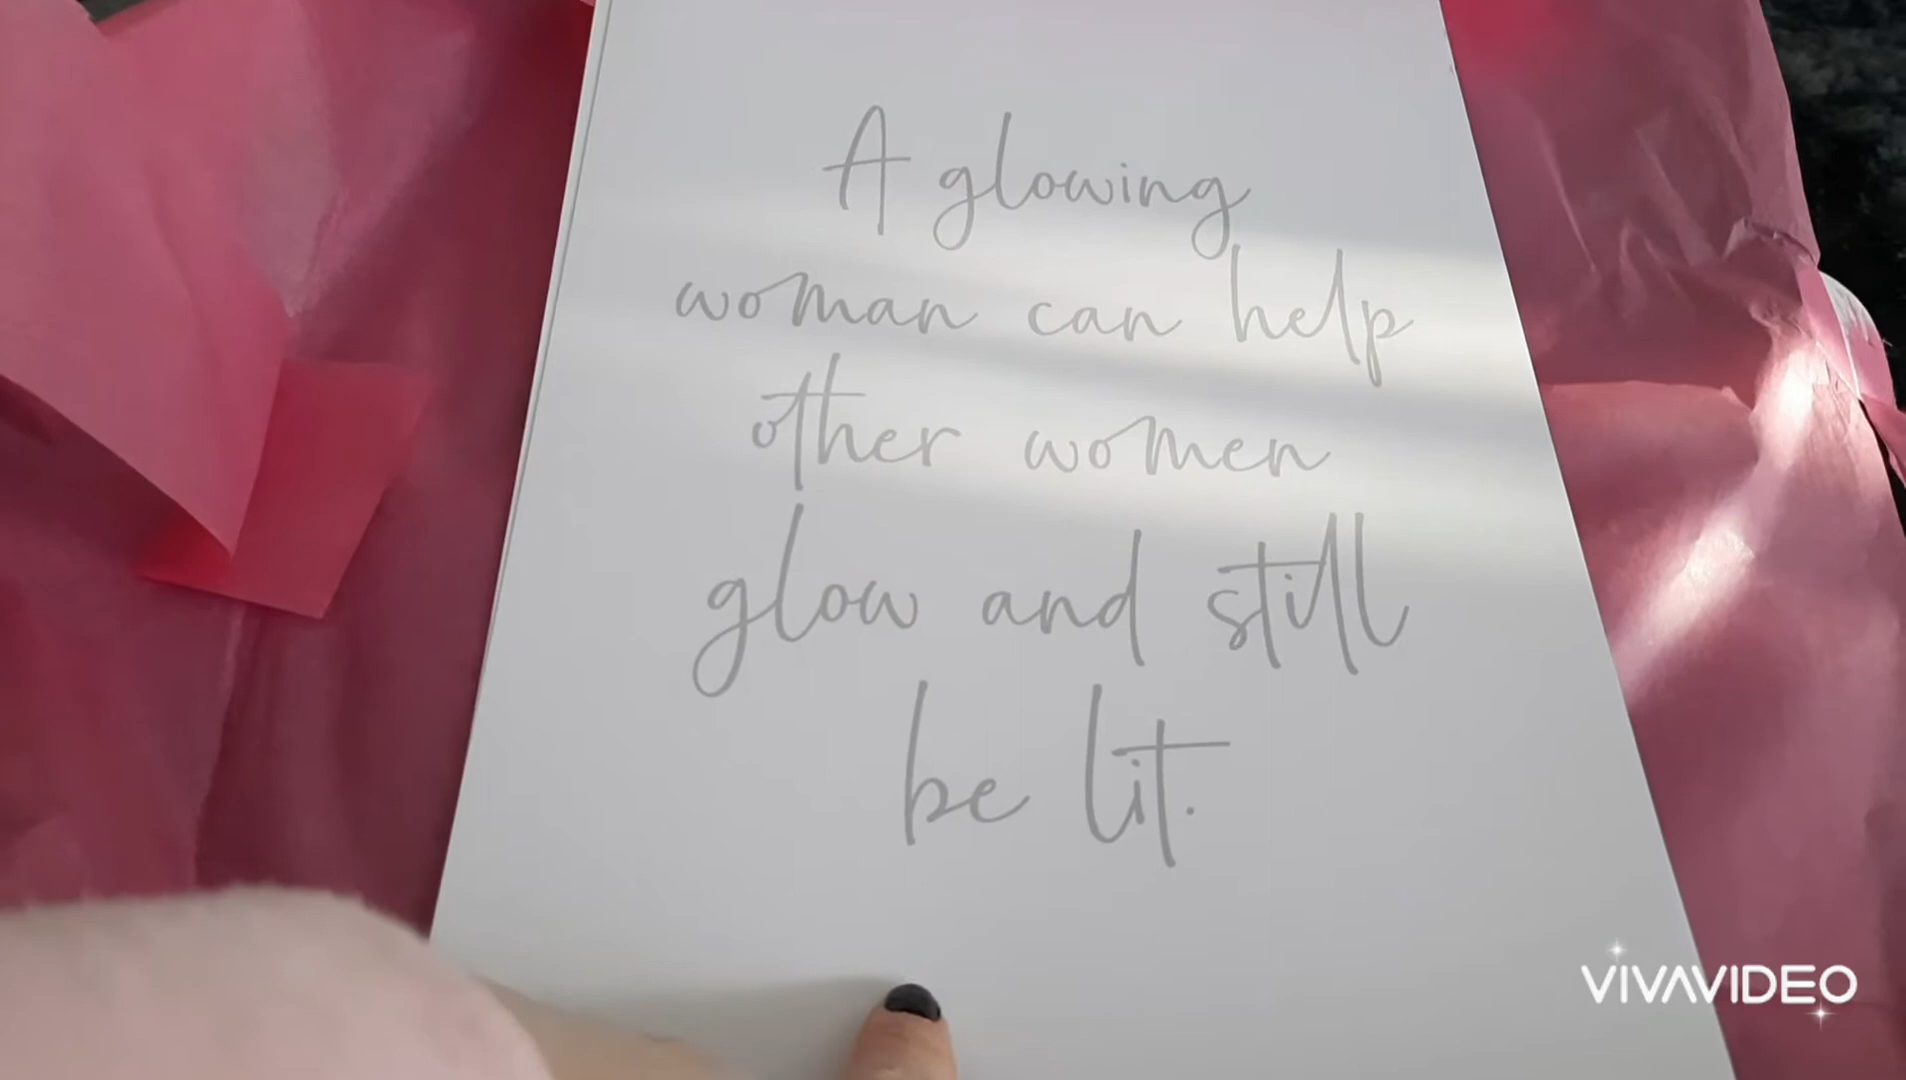 A glowing
woman can help
other women
glow and still
be lit.
VIVAVIDEO